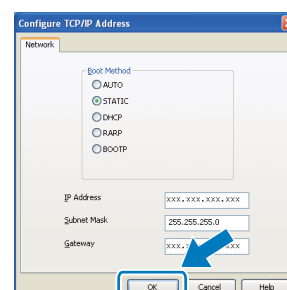 Configure TCP/IP Address
Network
Boot Method
AUTO
STATIC
DHCP
RARP
BOOTP
IP Address xxx.xxx.xxx.xxx
Subnet Mask 255.255.255.0
Gateway xxx.
OK Cancel Help